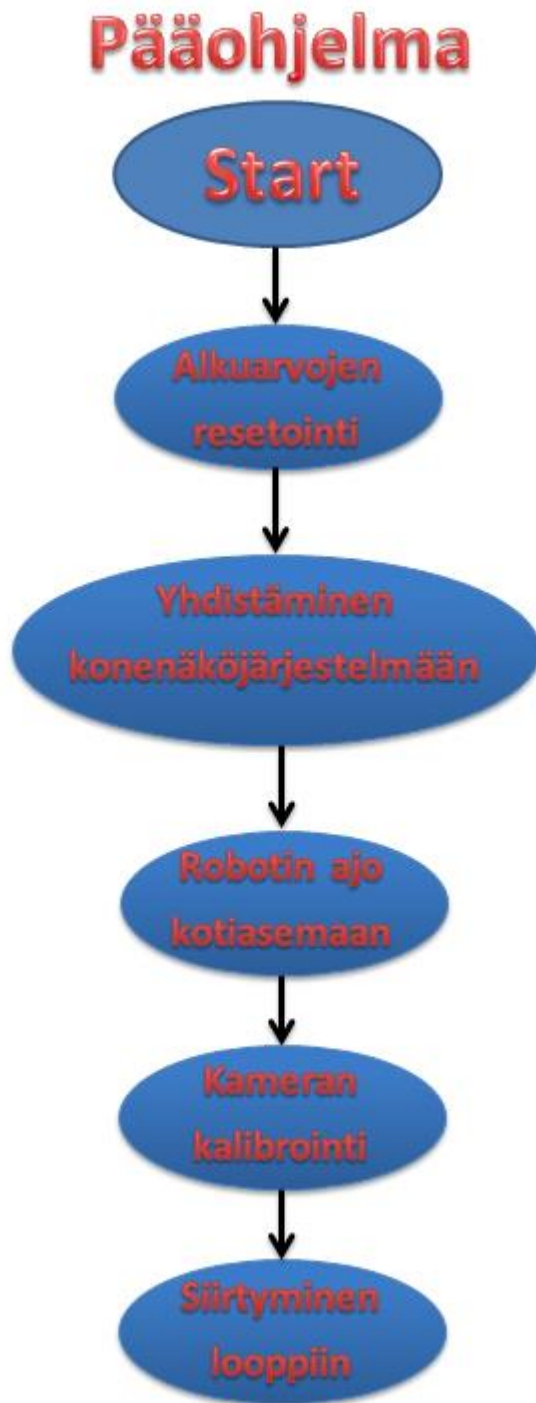 Pääohjelma
Start
Alkuarvojen
resetointi
Yhdistäminen
konenäköjärjestelmään
Robotin ajo
kotiasemaan
Kameran
kalibrointi
Siirtyminen
looppiin